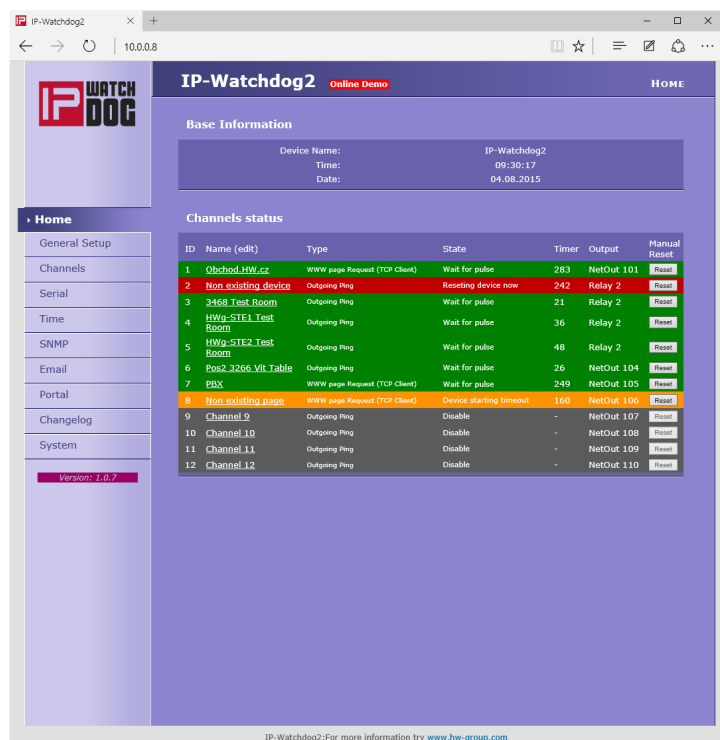 IP-Watchdog2
10.0.0.8
IP WATCH DOG
IP-Watchdog2 Online Demo HOME
Base Information
Device Name: IP-Watchdog2
Time: 09:30:17
Date: 04.08.2015
Home
General Setup
Channels
Serial
Time
SNMP
Email
Portal
Changelog
System
Version: 1.0.7
Channels status
ID Name (edit) Type State Timer Output Manual Reset
1 Obchod.HW.cz WWW page Request (TCP Client) Wait for pulse 283 NetOut 101 Reset
2 Non existing device Outgoing Ping Reseting device now 242 Relay 2 Reset
3 3468 Test Room Outgoing Ping Wait for pulse 21 Relay 2 Reset
4 HWg-STE1 Test Room Outgoing Ping Wait for pulse 36 Relay 2 Reset
5 HWg-STE2 Test Room Outgoing Ping Wait for pulse 48 Relay 2 Reset
6 Pos2 3266 Vit Table Outgoing Ping Wait for pulse 26 NetOut 104 Reset
7 PBX WWW page Request (TCP Client) Wait for pulse 249 NetOut 105 Reset
8 Non existing page WWW page Request (TCP Client) Device starting timeout 160 NetOut 106 Reset
9 Channel 9 Outgoing Ping Disable - NetOut 107 Reset
10 Channel 10 Outgoing Ping Disable - NetOut 108 Reset
11 Channel 11 Outgoing Ping Disable - NetOut 109 Reset
12 Channel 12 Outgoing Ping Disable - NetOut 110 Reset
IP-Watchdog2:For more information try www.hw-group.com